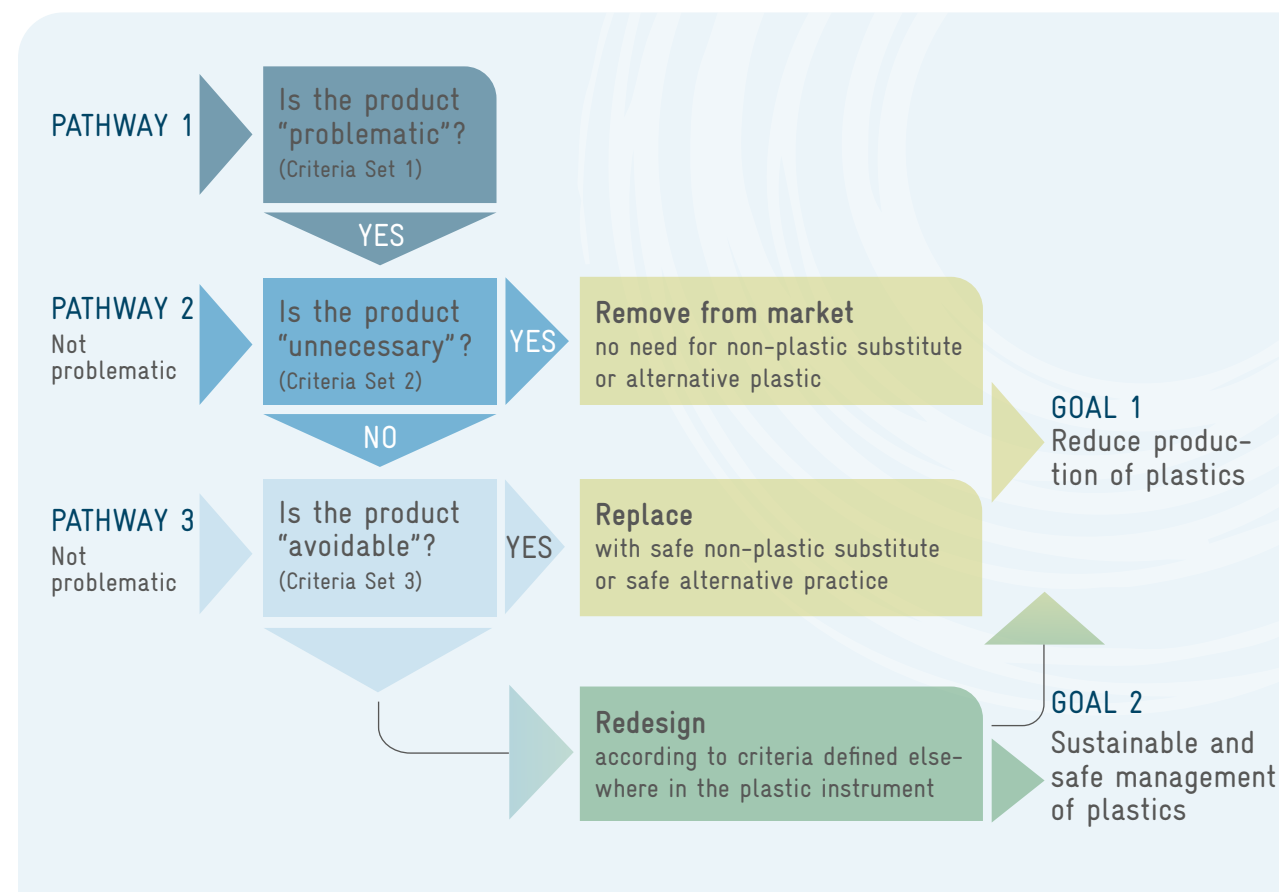 PATHWAY 1
Is the product
“problematic”?
(Criteria Set 1)
YES
PATHWAY 2
Not
problematic
Is the product
“unnecessary”?
(Criteria Set 2)
YES
Remove from market
no need for non-plastic substitute
or alternative plastic
NO
GOAL 1
Reduce produc-
tion of plastics
PATHWAY 3
Not
problematic
Is the product
“avoidable”?
(Criteria Set 3)
YES
Replace
with safe non-plastic substitute
or safe alternative practice
Redesign
according to criteria defined else-
where in the plastic instrument
GOAL 2
Sustainable and
safe management
of plastics